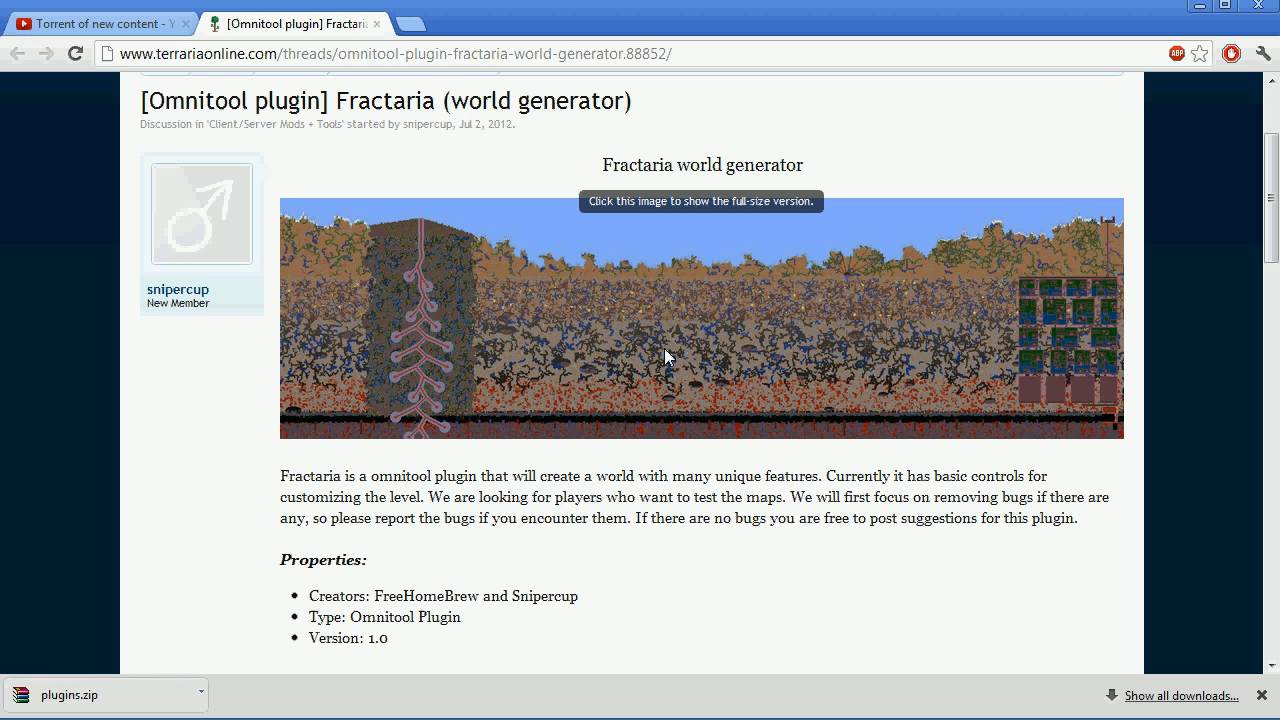 Torrent of new content - Y
[Omnitool plugin] Fractaria
www.terrariaonline.com/threads/omnitool-plugin-fractaria-world-generator.88852/
ABP
[Omnitool plugin] Fractaria (world generator)
Discussion in 'Client/Server Mods + Tools' started by snipercup, Jul 2, 2012.
Fractaria world generator
Click this image to show the full-size version.
snipercup
New Member
Fractaria is a omnitool plugin that will create a world with many unique features. Currently it has basic controls for
customizing the level. We are looking for players who want to test the maps. We will first focus on removing bugs if there are
any, so please report the bugs if you encounter them. If there are no bugs you are free to post suggestions for this plugin.
Properties:
Creators: FreeHomeBrew and Snipercup
Type: Omnitool Plugin
Version: 1.0
plugins.zip
Show all downloads...